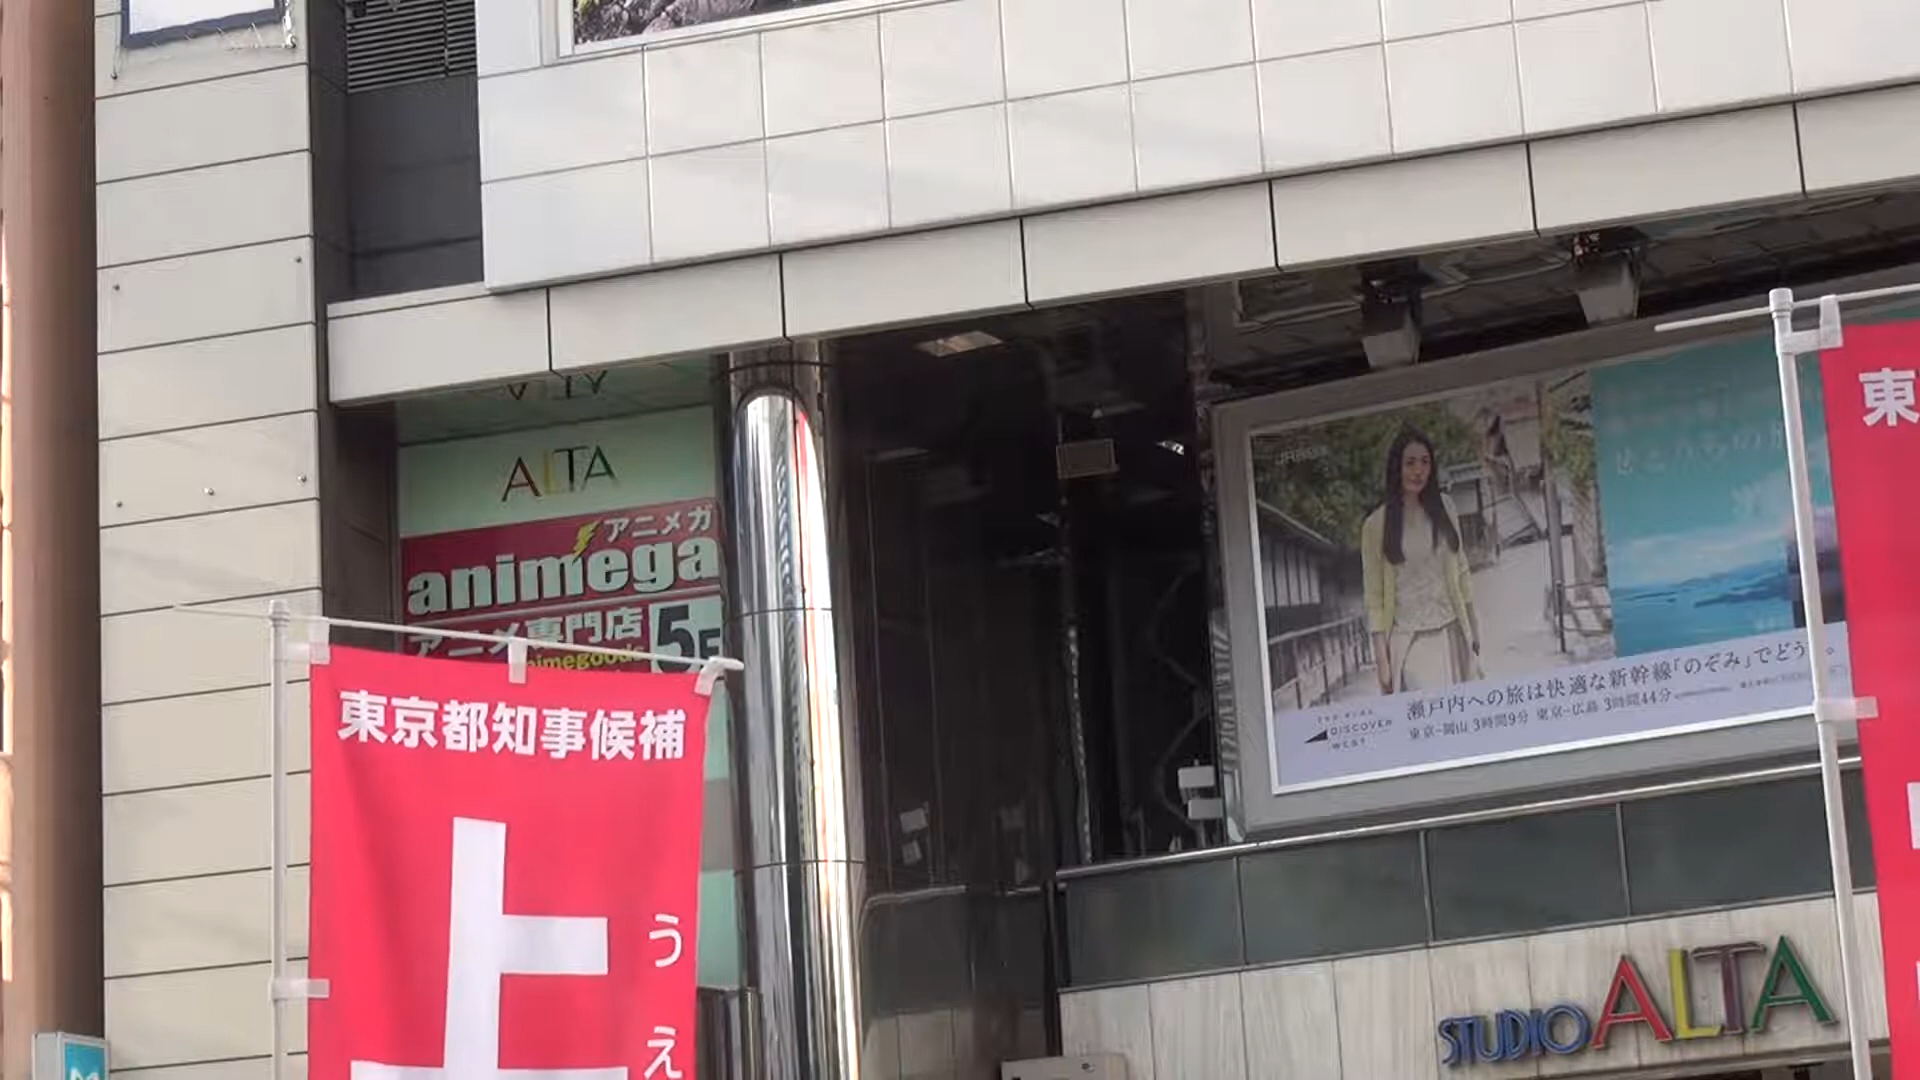 ALTA
アニメガ
animega
アニメ専門店
5F
animegoods
東京都知事候補
上
うえ
瀬戸内への旅は快適な新幹線「のぞみ」でどう
東京-岡山 3時間9分 東京-広島 3時間44分
DISCOVER
WEST
STUDIO ALTA
東